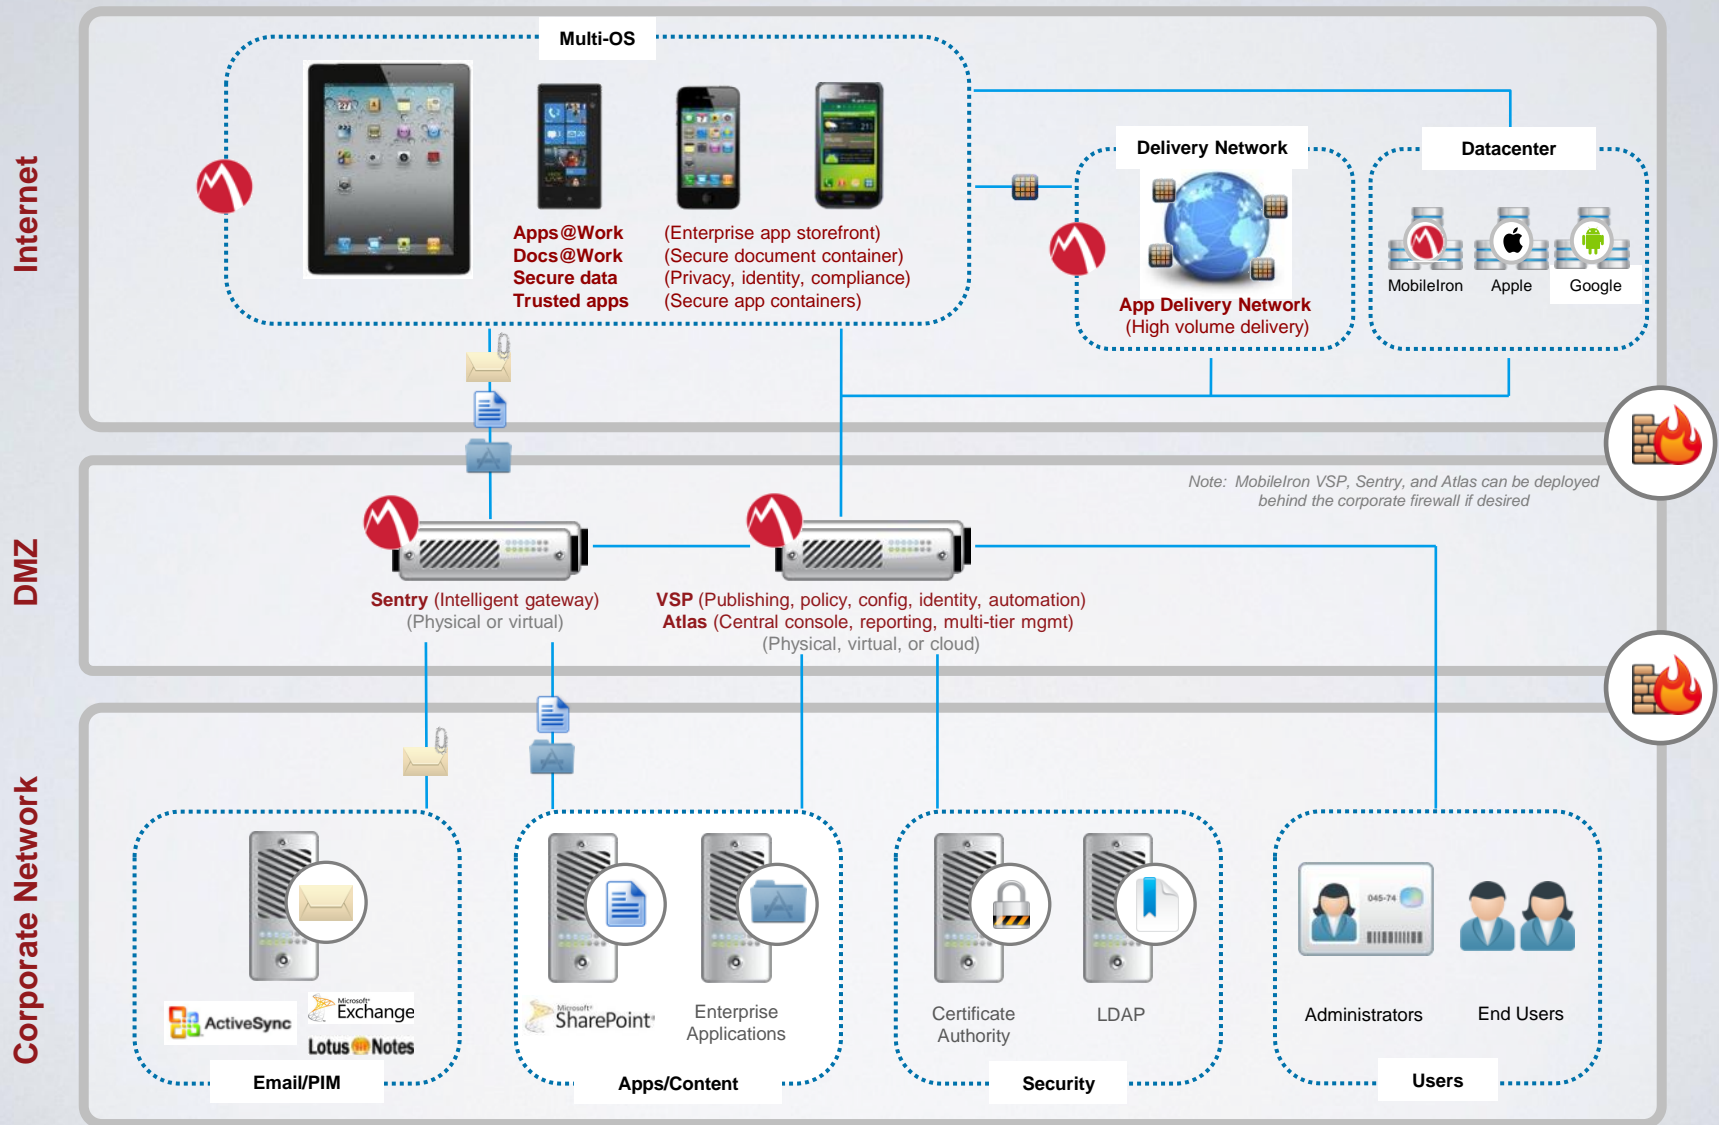 Internet
Multi-OS
Apps@Work (Enterprise app storefront)
Docs@Work (Secure document container)
Secure data (Privacy, identity, compliance)
Trusted apps (Secure app containers)
Delivery Network
App Delivery Network
(High volume delivery)
Datacenter
MobileIron Apple Google
DMZ
Note: MobileIron VSP, Sentry, and Atlas can be deployed
behind the corporate firewall if desired
Sentry (Intelligent gateway)
(Physical or virtual)
VSP (Publishing, policy, config, identity, automation)
Atlas (Central console, reporting, multi-tier mgmt)
(Physical, virtual, or cloud)
Corporate Network
ActiveSync
Microsoft
Exchange
Lotus Notes
Email/PIM
Microsoft
SharePoint
Enterprise
Applications
Apps/Content
Certificate
Authority
LDAP
Security
045-74
Administrators
End Users
Users